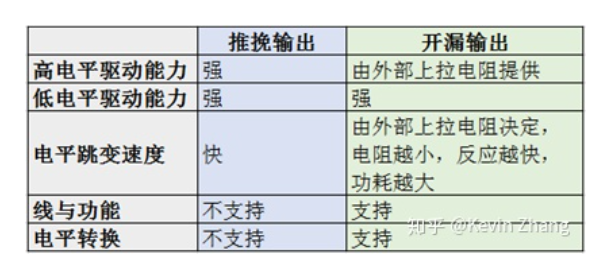 推挽输出 开漏输出
高电平驱动能力 强 由外部上拉电阻提供
低电平驱动能力 强 强
电平跳变速度 快 由外部上拉电阻决定，
电阻越小，反应越快，
功耗越大
线与功能 不支持 支持
电平转换 不支持 支持
知乎 @Kevin Zhang